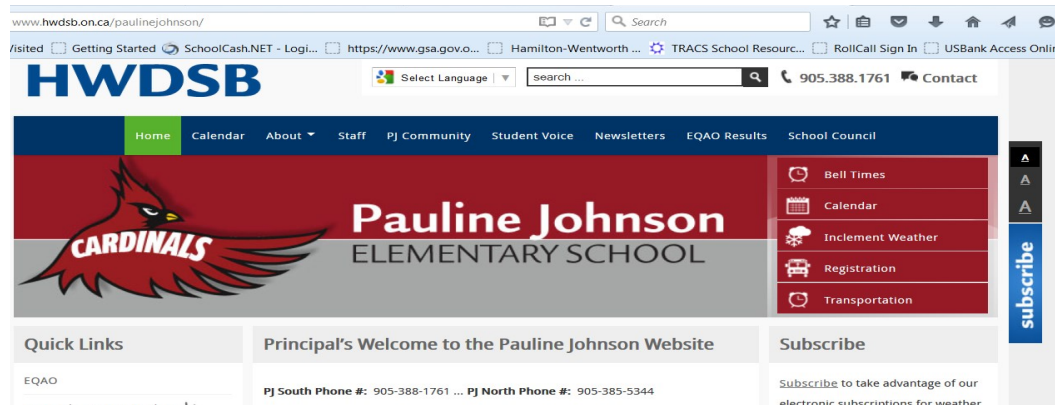 www.hwdsb.on.ca/paulinejohnson/
Search
Getting Started
SchoolCash.NET - Logi...
https://www.gsa.gov.o...
Hamilton-Wentworth ...
TRACS School Resourc...
RollCall Sign In
USBank Access Onlin
HWDSB
Select Language
search ...
905.388.1761
Contact
Home
Calendar
About
Staff
PJ Community
Student Voice
Newsletters
EQAO Results
School Council
CARDINALS
Pauline Johnson
ELEMENTARY SCHOOL
Bell Times
Calendar
Inclement Weather
Registration
Transportation
A
A
A
subscribe
Quick Links
EQAO
Principal's Welcome to the Pauline Johnson Website
PJ South Phone #: 905-388-1761 ... PJ North Phone #: 905-385-5344
Subscribe
Subscribe to take advantage of our
electronic subscriptions for weather